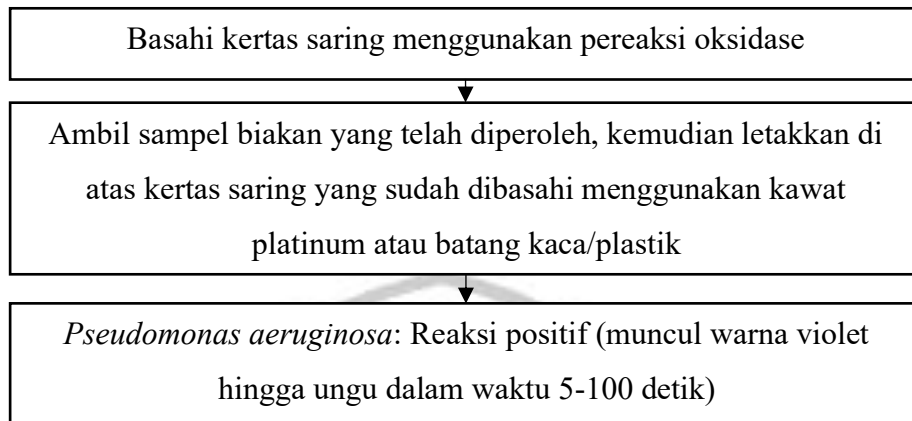 Basahi kertas saring menggunakan pereaksi oksidase
Ambil sampel biakan yang telah diperoleh, kemudian letakkan di
atas kertas saring yang sudah dibasahi menggunakan kawat
platinum atau batang kaca/plastik
Pseudomonas aeruginosa: Reaksi positif (muncul warna violet
hingga ungu dalam waktu 5-100 detik)